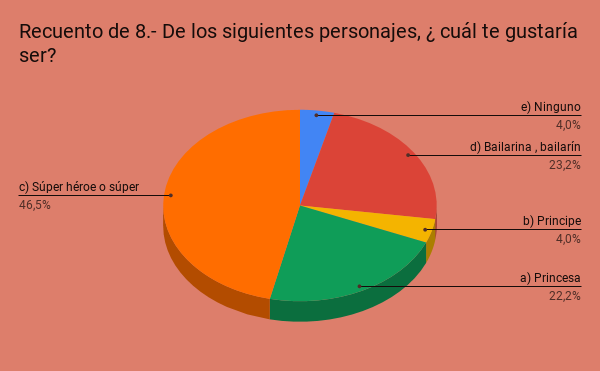 Recuento de 8.- De los siguientes personajes, ¿ cuál te gustaría
ser?
e) Ninguno
4,0%
d) Bailarina , bailarín
23,2%
c) Súper héroe o súper
46,5%
b) Principe
4,0%
a) Princesa
22,2%